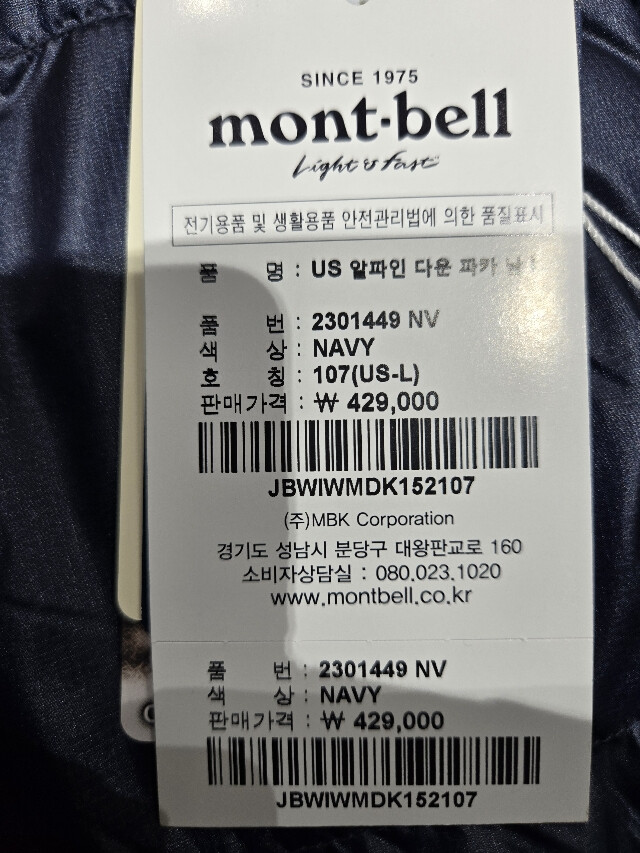 SINCE 1975
mont-bell
Light & Fast
전기용품 및 생활용품 안전관리법에 의한 품질표시
품 명 : US 알파인 다운 파카
품 번 : 2301449 NV
색 상 : NAVY
호 칭 : 107(US-L)
판매가격 : ₩ 429,000
JBWIWMDK152107
(주)MBK Corporation
경기도 성남시 분당구 대왕판교로 160
소비자상담실 : 080.023.1020
www.montbell.co.kr
품 번 : 2301449 NV
색 상 : NAVY
판매가격 : ₩ 429,000
JBWIWMDK152107